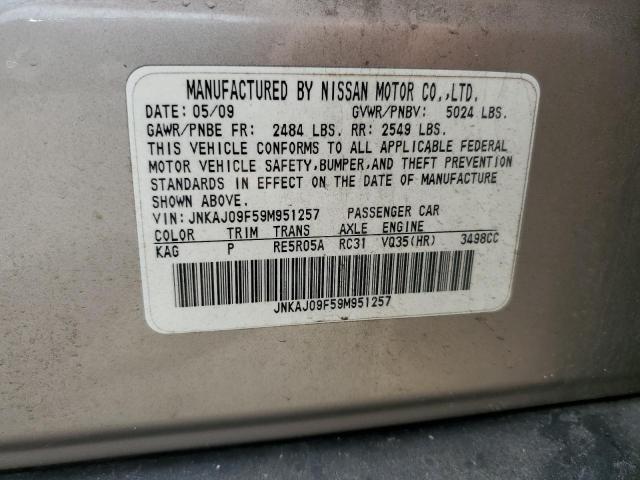 MANUFACTURED BY NISSAN MOTOR CO.,LTD.
DATE: 05/09 GVWR/PNBV: 5024 LBS.
GAWR/PNBE FR: 2484 LBS. RR: 2549 LBS.
THIS VEHICLE CONFORMS TO ALL APPLICABLE FEDERAL
MOTOR VEHICLE SAFETY,BUMPER,AND THEFT PREVENTION
STANDARDS IN EFFECT ON THE DATE OF MANUFACTURE
SHOWN ABOVE.
VIN: JNKAJ09F59M951257 PASSENGER CAR
COLOR TRIM TRANS AXLE ENGINE
KAG P RE5R05A RC31 VQ35(HR) 3498CC
JNKAJ09F59M951257